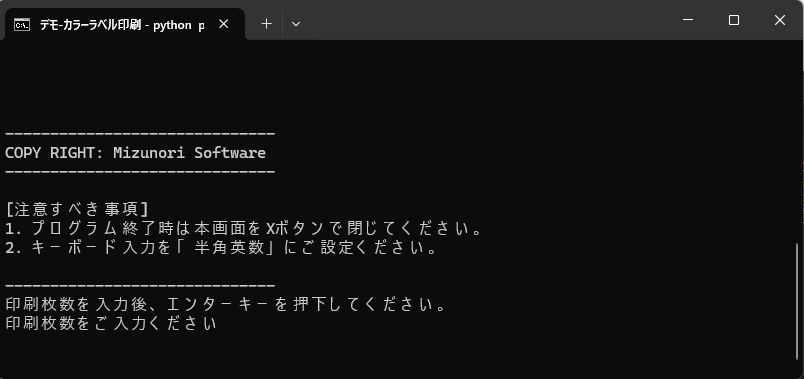 デモ-カラーラベル印刷 - python p
------------------------------
COPY RIGHT: Mizunori Software
------------------------------
[注意すべき事項]
1. プログラム終了時は本画面をXボタンで閉じてください。
2. キーボード入力を「半角英数」にご設定ください。
------------------------------
印刷枚数を入力後、エンターキーを押下してください。
印刷枚数をご入力ください